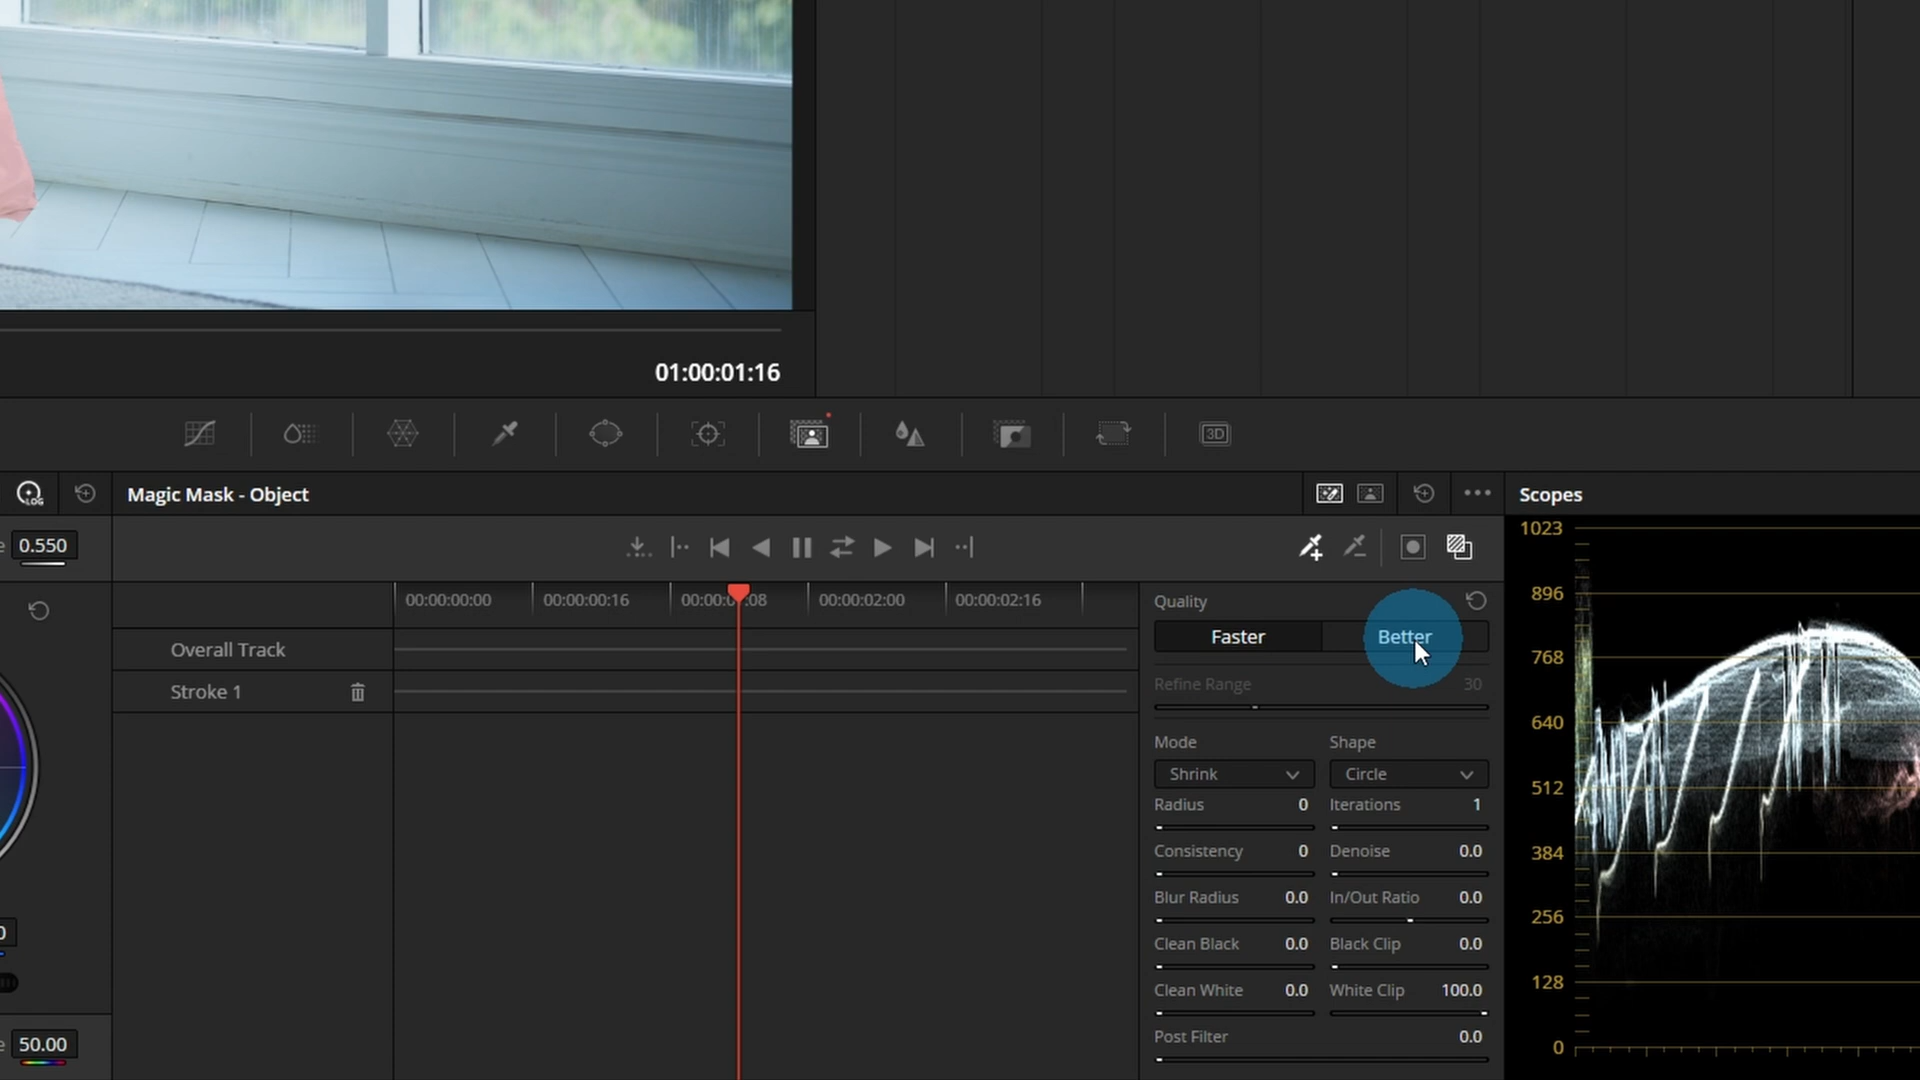 01:00:01:16
3D
LOG
Magic Mask - Object
Scopes
0.550
1023
00:00:00:00
00:00:00:16
00:00:02:00
00:00:02:16
Quality
896
Faster
Better
Overall Track
768
Stroke 1
Refine Range
30
640
Mode
Shape
Shrink
Circle
512
Radius
0
Iterations
1
Consistency
0
Denoise
0.0
384
Blur Radius
0.0
In/Out Ratio
0.0
256
Clean Black
0.0
Black Clip
0.0
128
Clean White
0.0
White Clip
100.0
Post Filter
0.0
50.00
0